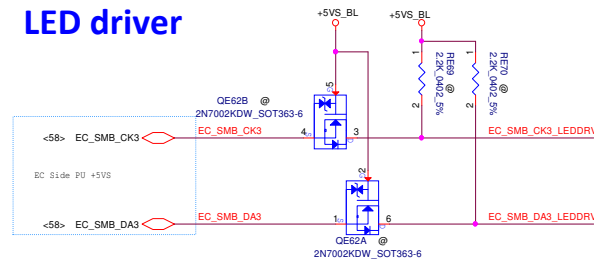 LED driver
+5VS_BL
+5VS_BL
1
1
RE69 @
2.2K_0402_5%
RE70 @
2.2K_0402_5%
2
2
QE62B @
2N7002KDW_SOT363-6
5
<58> EC_SMB_CK3
EC_SMB_CK3
4
S
3
EC_SMB_CK3_LEDDRV
EC Side PU +5VS
2
<58> EC_SMB_DA3
EC_SMB_DA3
1
S
6
EC_SMB_DA3_LEDDRV
QE62A @
2N7002KDW_SOT363-6